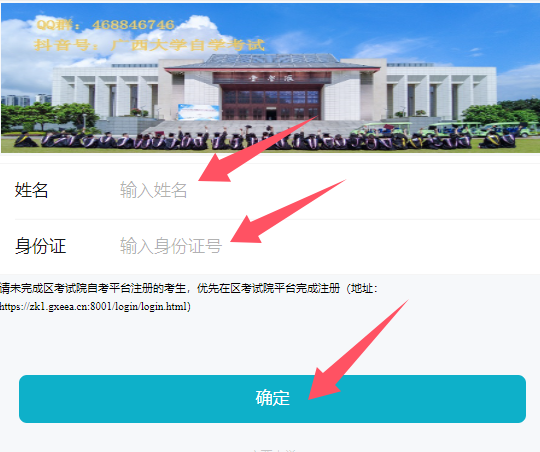 QQ群：468846746
抖音号：广西大学自学考试
姓名 输入姓名
身份证 输入身份证号
请未完成区考试院自考平台注册的考生，优先在区考试院平台完成注册（地址：
https://zk1.gxeea.cn:8001/login/login.html）
确定